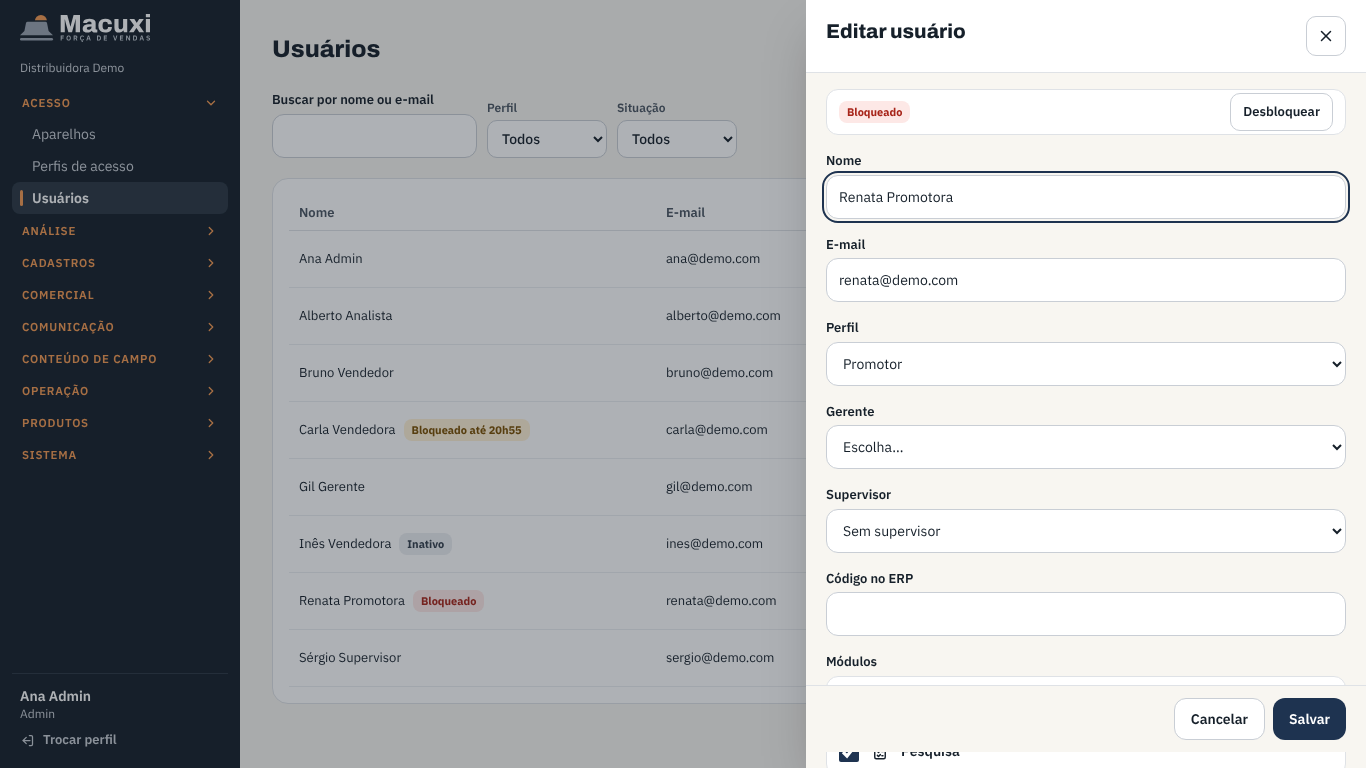 Macuxi
FORÇA DE VENDAS
Distribuidora Demo
ACESSO
Aparelhos
Perfis de acesso
Usuários
ANÁLISE
CADASTROS
COMERCIAL
COMUNICAÇÃO
CONTEÚDO DE CAMPO
OPERAÇÃO
PRODUTOS
SISTEMA
Ana Admin
Admin
Trocar perfil
Usuários
Buscar por nome ou e-mail
Perfil
Situação
Todos
Todos
Nome
E-mail
Ana Admin
ana@demo.com
Alberto Analista
alberto@demo.com
Bruno Vendedor
bruno@demo.com
Carla Vendedora
Bloqueado até 20h55
carla@demo.com
Gil Gerente
gil@demo.com
Inês Vendedora
Inativo
ines@demo.com
Renata Promotora
Bloqueado
renata@demo.com
Sérgio Supervisor
sergio@demo.com
Editar usuário
Bloqueado
Desbloquear
Nome
Renata Promotora
E-mail
renata@demo.com
Perfil
Promotor
Gerente
Escolha...
Supervisor
Sem supervisor
Código no ERP
Módulos
Cancelar
Salvar
Pesquisa